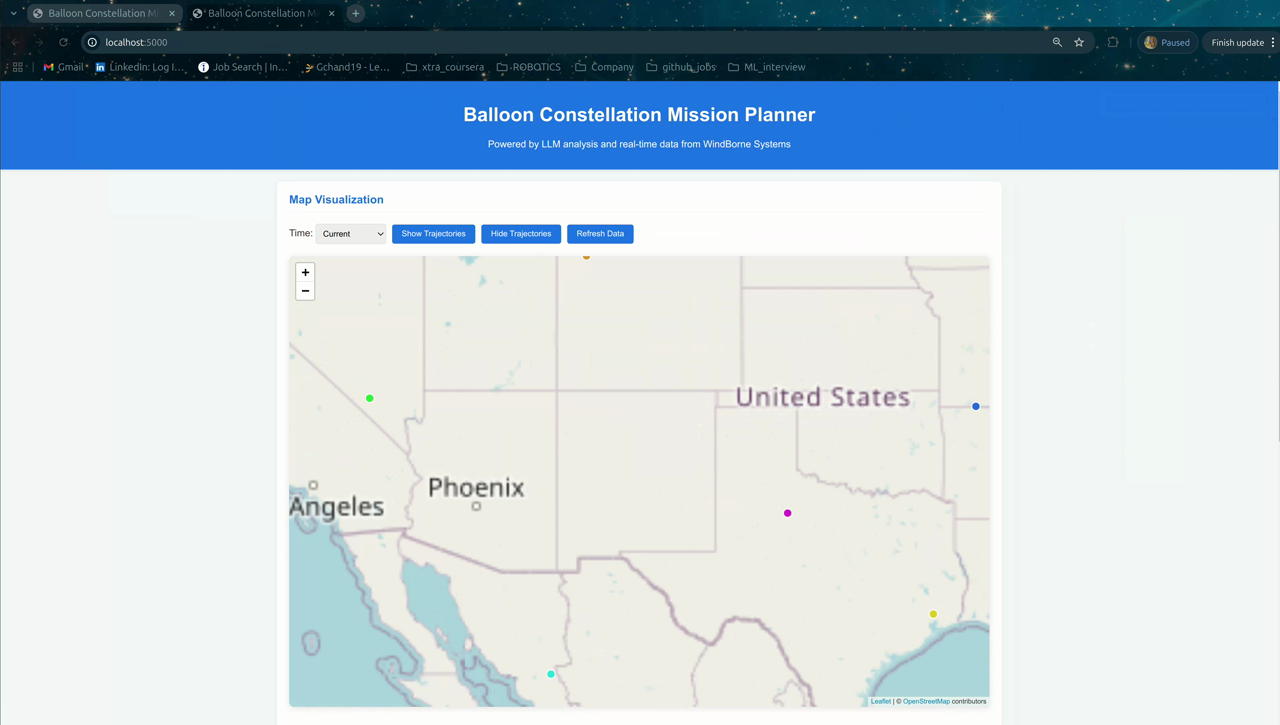 Balloon Constellation Mi
Balloon Constellation M
localhost:5000
Paused
Finish update
Gmail
LinkedIn: Log I...
Job Search | In...
Gchand19 - Le...
xtra_coursera
ROBOTICS
Company
github_jobs
ML_interview
Balloon Constellation Mission Planner
Powered by LLM analysis and real-time data from WindBorne Systems
Map Visualization
Time: Current Show Trajectories Hide Trajectories Refresh Data
+
−
United States
Phoenix
Angeles
Leaflet | © OpenStreetMap contributors